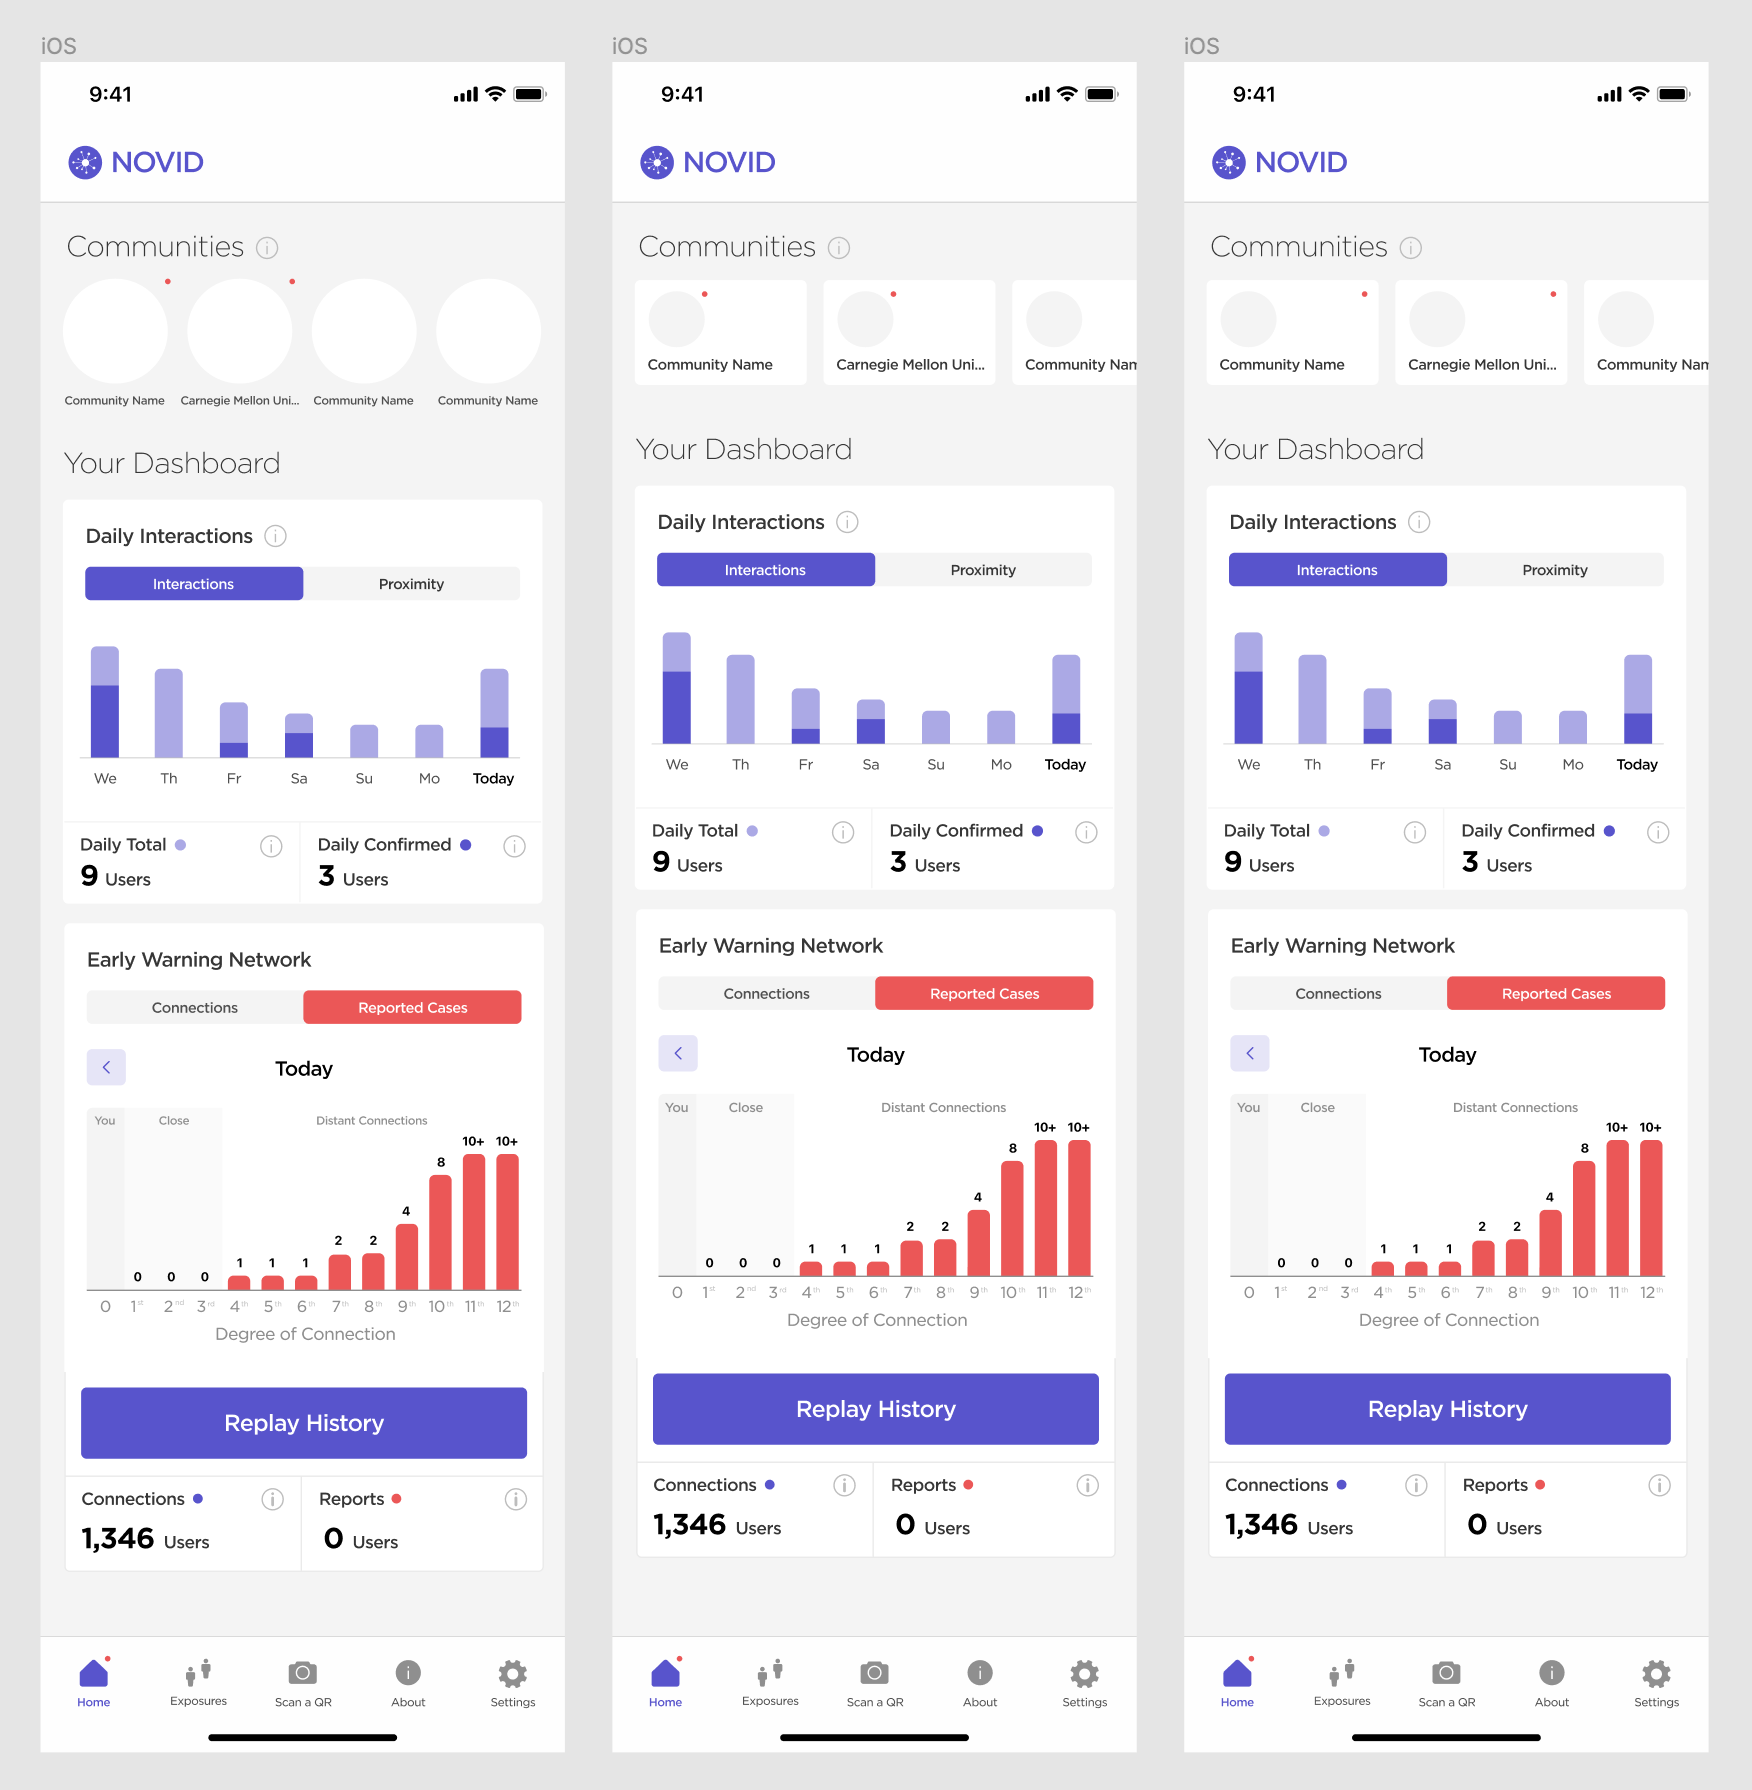 iOS
9:41
NOVID
Communities
Community Name Carnegie Mellon Uni... Community Name Community Name
Your Dashboard
Daily Interactions
Interactions Proximity
We Th Fr Sa Su Mo Today
Daily Total Daily Confirmed
9 Users 3 Users
Early Warning Network
Connections Reported Cases
Today
You Close Distant Connections
0 0 0 1 1 1 2 2 4 8 10+ 10+
0 1st 2nd 3rd 4th 5th 6th 7th 8th 9th 10th 11th 12th
Degree of Connection
Replay History
Connections Reports
1,346 Users 0 Users
Home Exposures Scan a QR About Settings
iOS
9:41
NOVID
Communities
Community Name Carnegie Mellon Uni... Community Nam
Your Dashboard
Daily Interactions
Interactions Proximity
We Th Fr Sa Su Mo Today
Daily Total Daily Confirmed
9 Users 3 Users
Early Warning Network
Connections Reported Cases
Today
You Close Distant Connections
0 0 0 1 1 1 2 2 4 8 10+ 10+
0 1st 2nd 3rd 4th 5th 6th 7th 8th 9th 10th 11th 12th
Degree of Connection
Replay History
Connections Reports
1,346 Users 0 Users
Home Exposures Scan a QR About Settings
iOS
9:41
NOVID
Communities
Community Name Carnegie Mellon Uni... Community Nam
Your Dashboard
Daily Interactions
Interactions Proximity
We Th Fr Sa Su Mo Today
Daily Total Daily Confirmed
9 Users 3 Users
Early Warning Network
Connections Reported Cases
Today
You Close Distant Connections
0 0 0 1 1 1 2 2 4 8 10+ 10+
0 1st 2nd 3rd 4th 5th 6th 7th 8th 9th 10th 11th 12th
Degree of Connection
Replay History
Connections Reports
1,346 Users 0 Users
Home Exposures Scan a QR About Settings